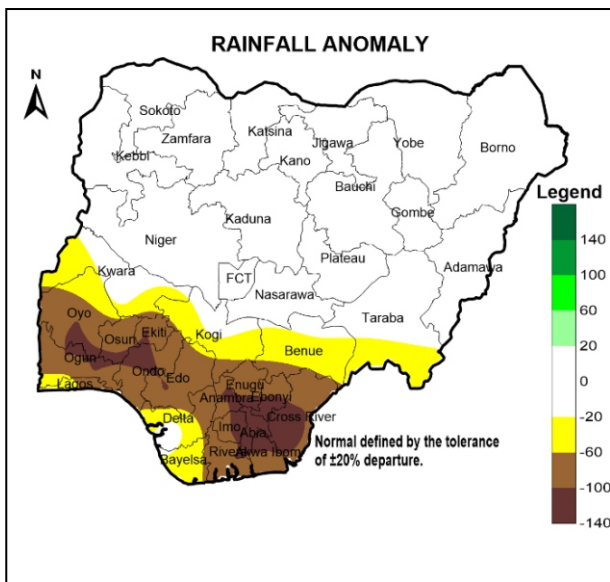 RAINFALL ANOMALY
N
Sokoto
Zamfara
Katsina
Jigawa
Yobe
Borno
Kebbi
Kano
Bauchi
Gombe
Legend
Kaduna
Niger
Plateau
Adamawa
Kwara
FCT
Nasarawa
Taraba
140
100
60
20
0
-20
-60
-100
-140
Oyo
Osun
Ekiti
Kogi
Benue
Ogun
Ondo
Edo
Lagos
Enugu
Anambra
Ebonyi
Delta
Cross River
Imo
Abia
Bayelsa
Rivers
Akwa Ibom
Normal defined by the tolerance
of ±20% departure.